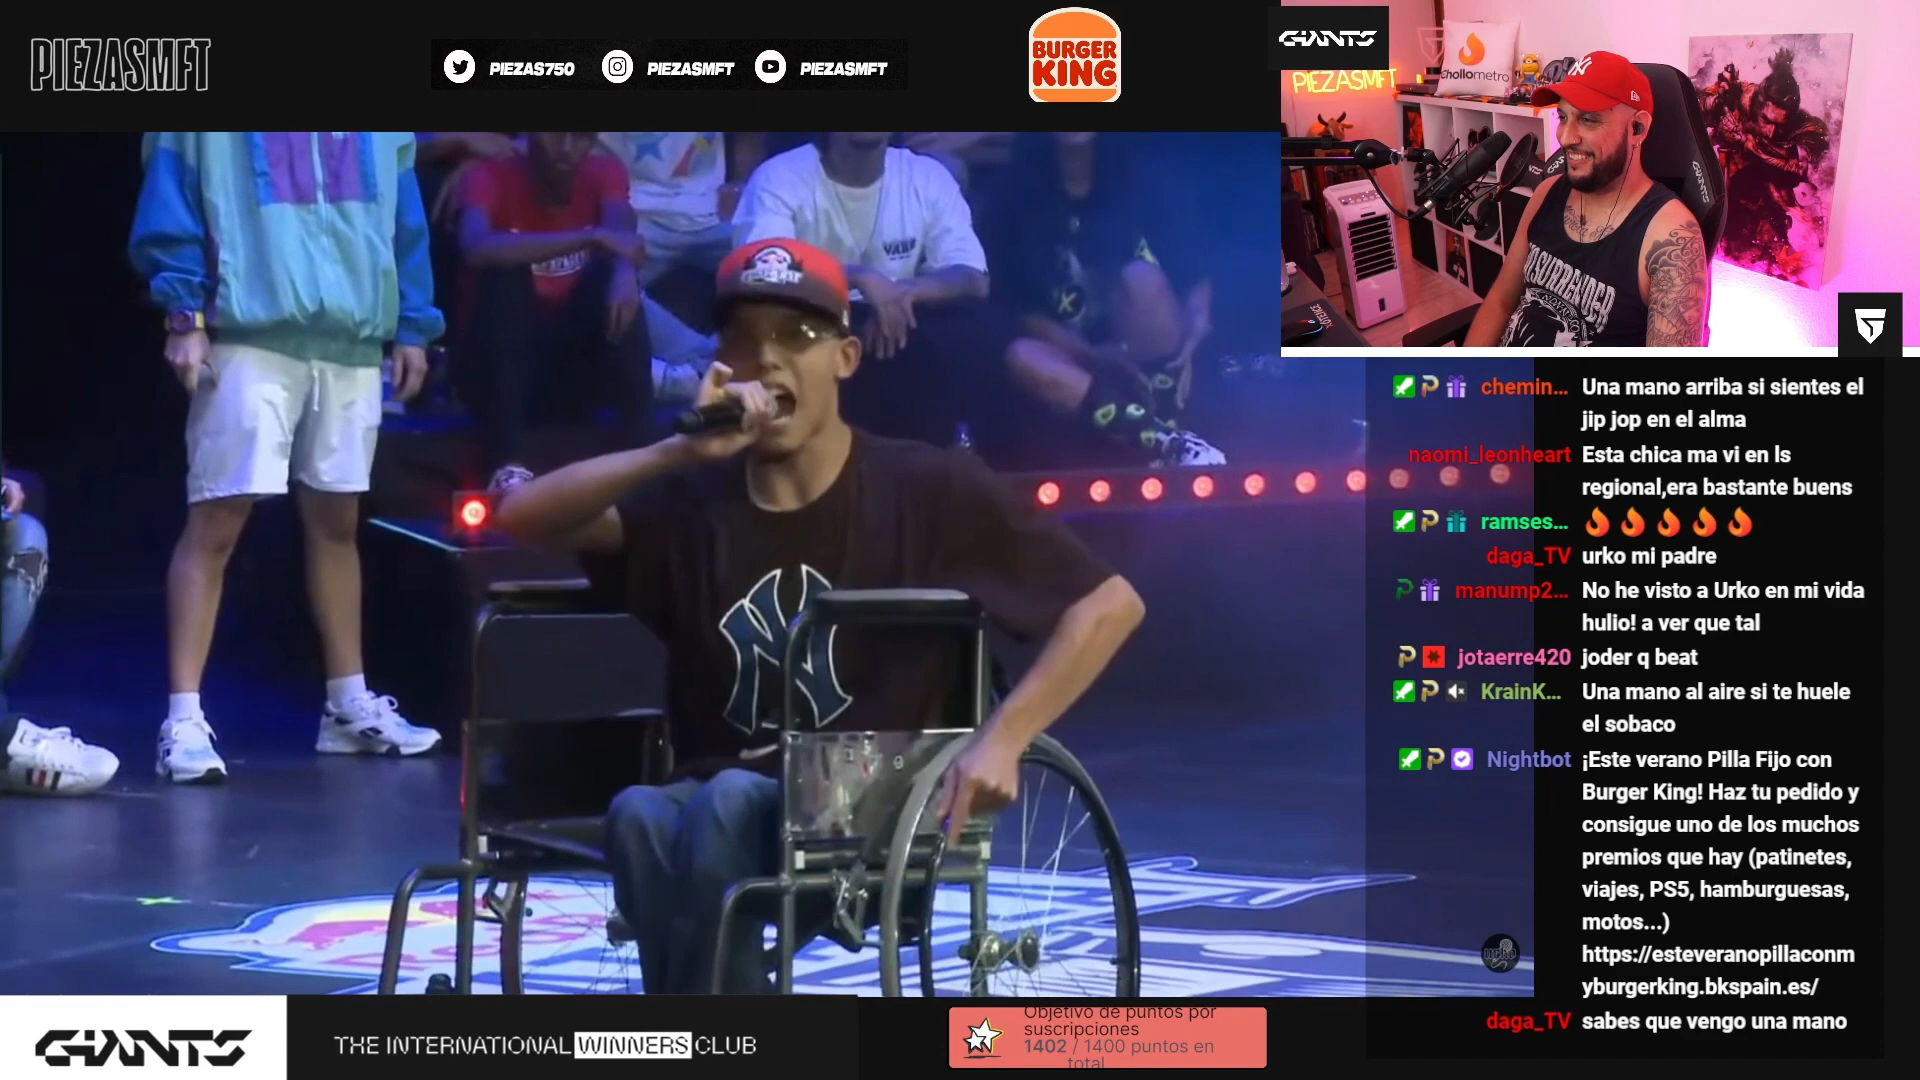 PIEZASMFT
PIEZAS750
PIEZASMFT
PIEZASMFT
BURGER
KING
GIANTS
PIEZASMFT
Chollometro
NY
GIANTS
NOSURRENDER
NY
chemin... Una mano arriba si sientes el
jip jop en el alma
naomi_leonheart Esta chica ma vi en ls
regional,era bastante buens
ramses... 🔥🔥🔥🔥🔥
daga_TV urko mi padre
manump2... No he visto a Urko en mi vida
hulio! a ver que tal
jotaerre420 joder q beat
KrainK... Una mano al aire si te huele
el sobaco
Nightbot ¡Este verano Pilla Fijo con
Burger King! Haz tu pedido y
consigue uno de los muchos
premios que hay (patinetes,
viajes, PS5, hamburguesas,
motos...)
https://esteveranopillaconm
yburgerking.bkspain.es/
daga_TV sabes que vengo una mano
GIANTS
THE INTERNATIONAL WINNERS CLUB
Objetivo de puntos por
suscripciones
1402 / 1400 puntos en
total